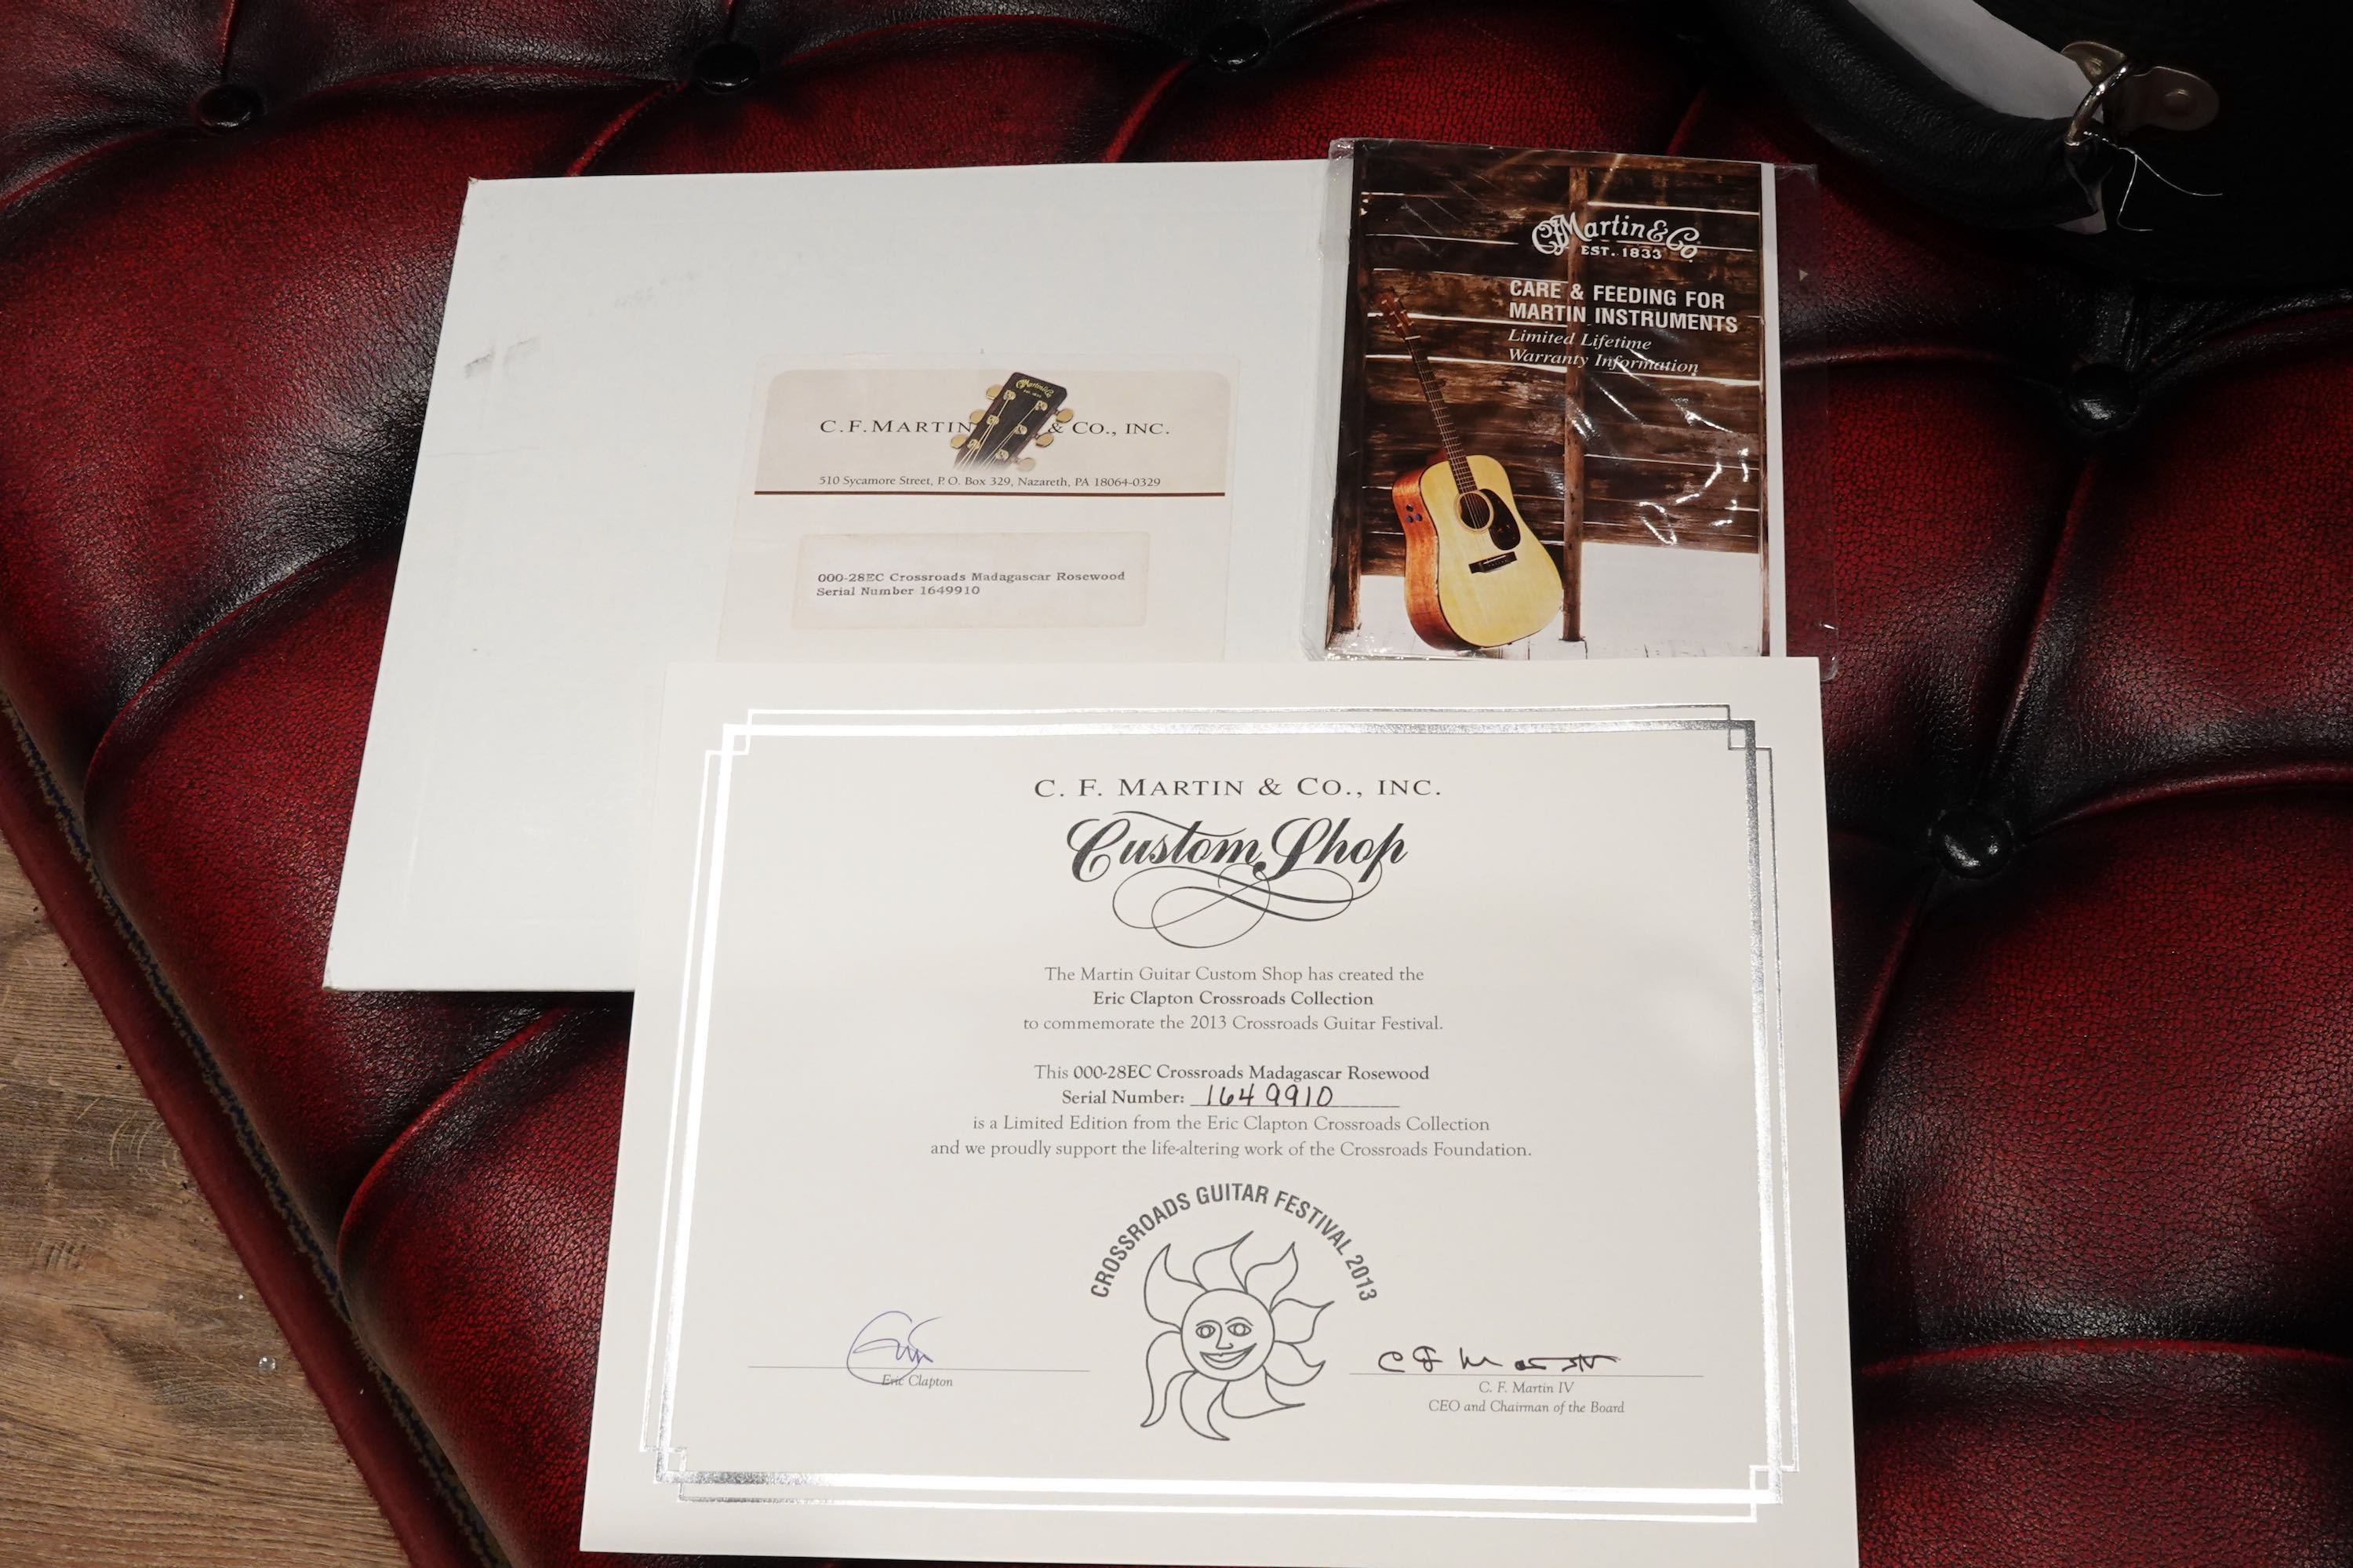 C.F. MARTIN & CO., INC.
510 Sycamore Street, P. O. Box 329, Nazareth, PA 18064-0329
000-28EC Crossroads Madagascar Rosewood
Serial Number 1649910
CF Martin & Co
EST. 1833
CARE & FEEDING FOR
MARTIN INSTRUMENTS
Limited Lifetime
Warranty Information
C. F. MARTIN & CO., INC.
Custom Shop
The Martin Guitar Custom Shop has created the
Eric Clapton Crossroads Collection
to commemorate the 2013 Crossroads Guitar Festival.
This 000-28EC Crossroads Madagascar Rosewood
Serial Number: 1649910
is a Limited Edition from the Eric Clapton Crossroads Collection
and we proudly support the life-altering work of the Crossroads Foundation.
CROSSROADS GUITAR FESTIVAL 2013
Eric Clapton
CF Martin
C. F. Martin IV
CEO and Chairman of the Board